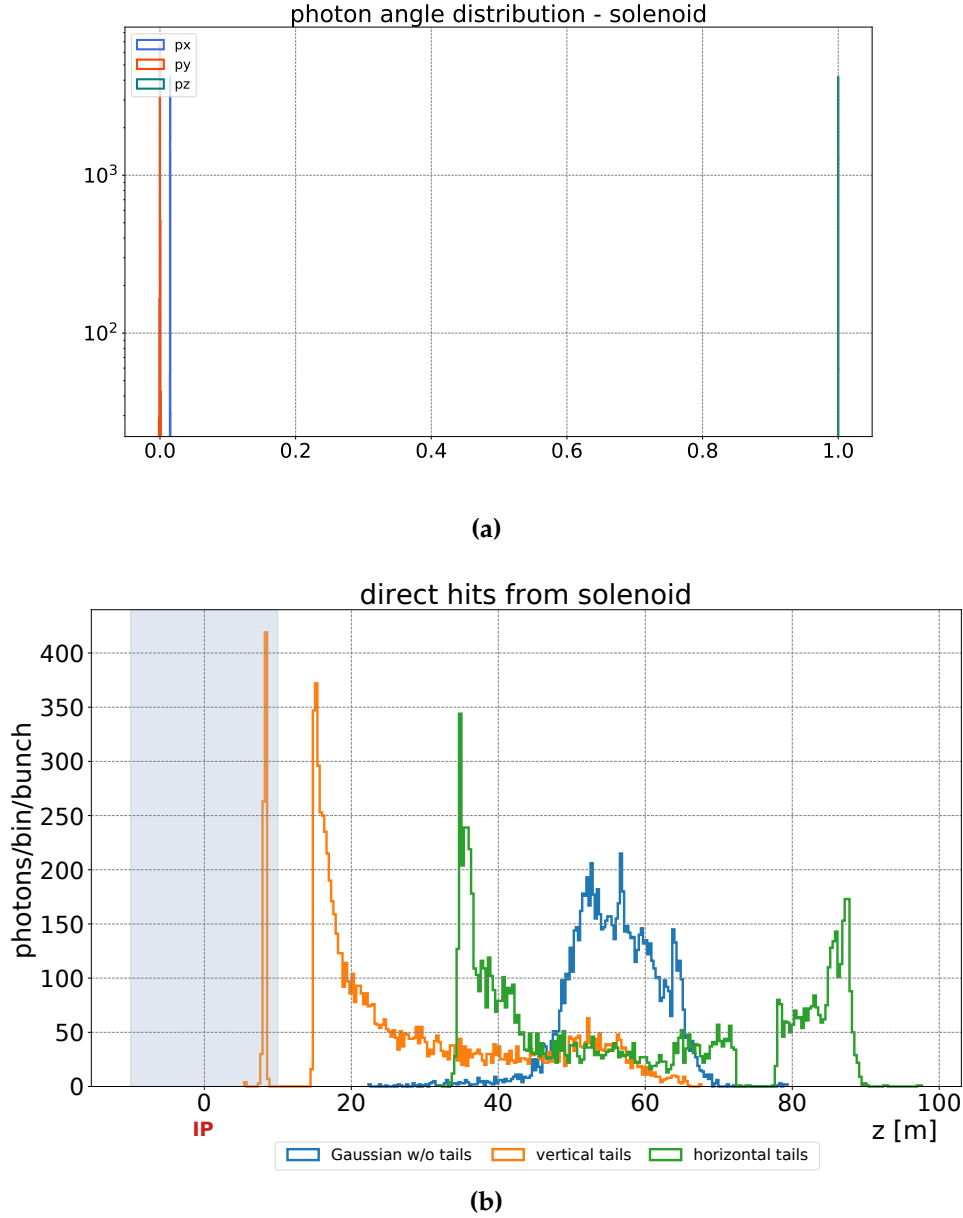 photon angle distribution - solenoid
px
py
pz
10³
10²
0.0 0.2 0.4 0.6 0.8 1.0
(a)
direct hits from solenoid
photons/bin/bunch
400
350
300
250
200
150
100
50
0
0 20 40 60 80 100
IP
z [m]
Gaussian w/o tails vertical tails horizontal tails
(b)